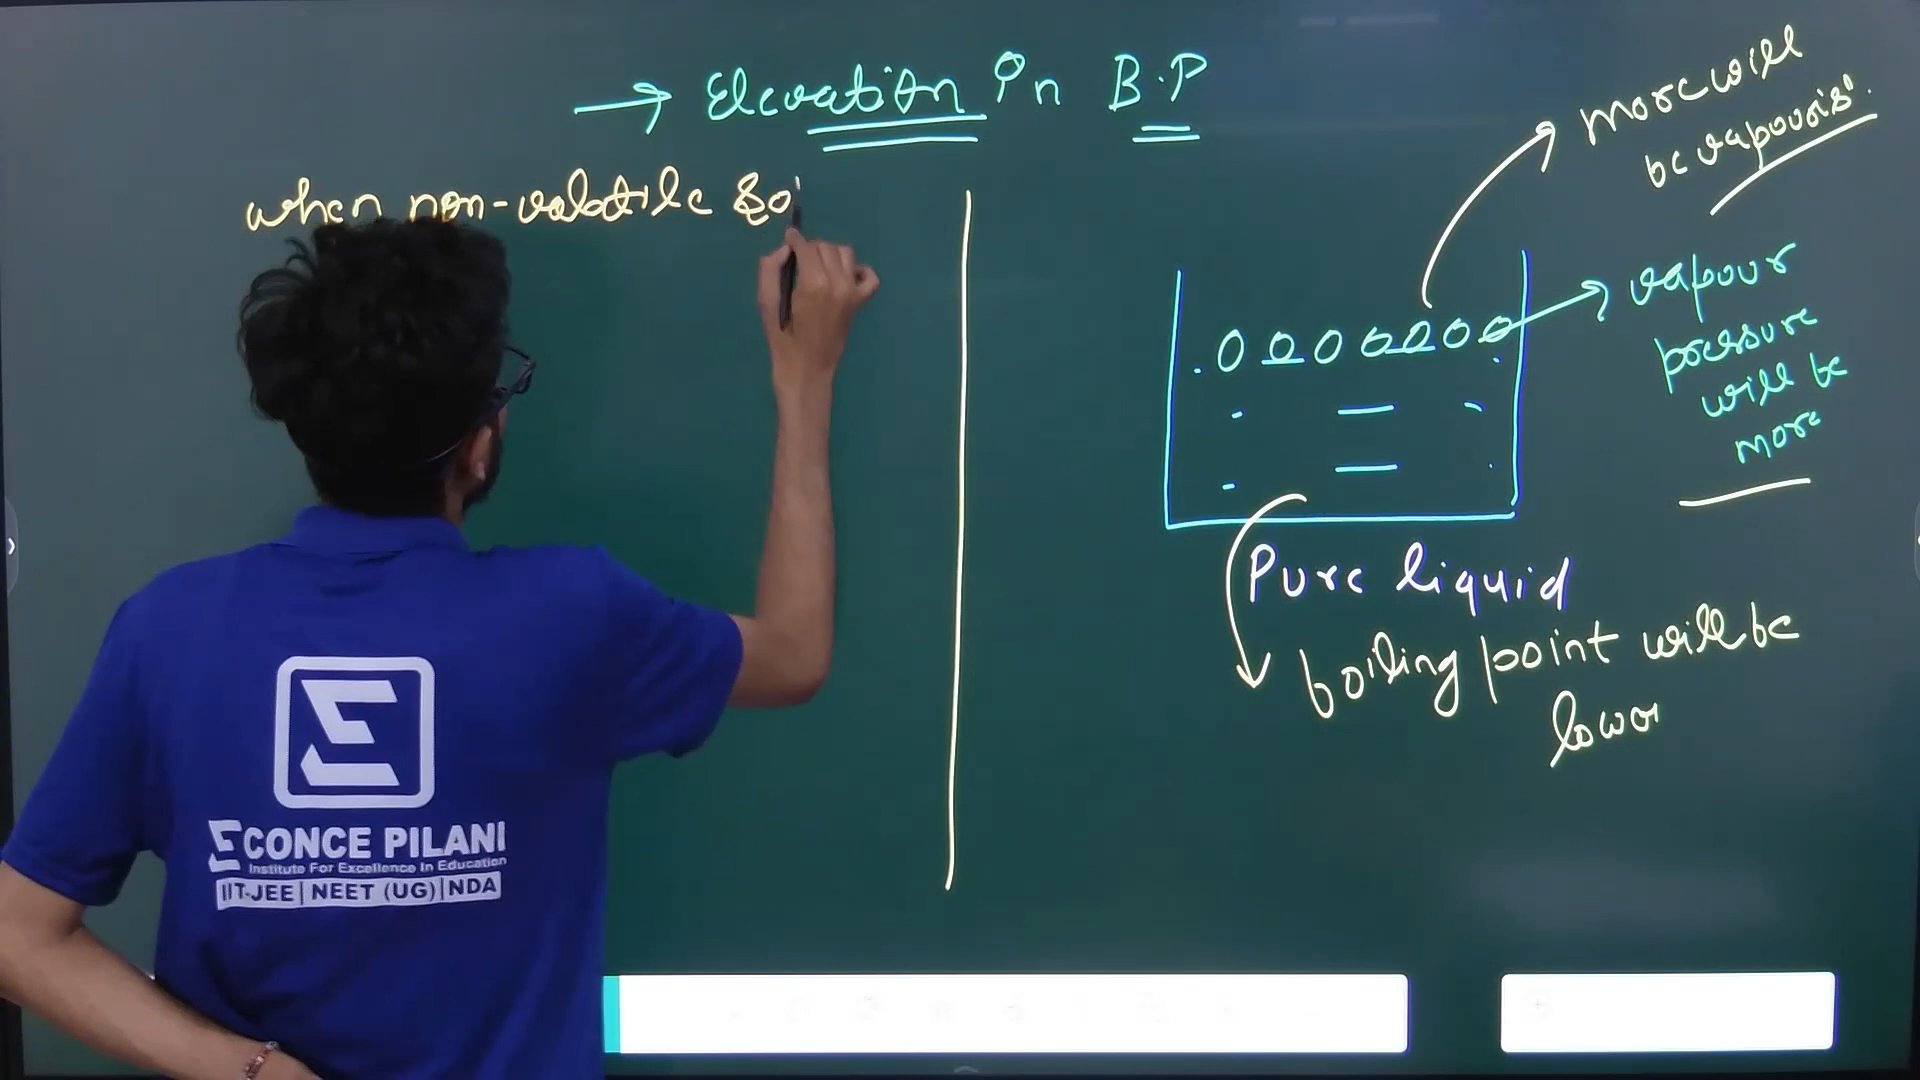 → Elevation in B.P
when non-volatile so
more will
be vapouris'.
vapour
pressure
will be
more
Pure liquid
boiling point will be
lower
ECONCE PILANI
Institute For Excellence In Education
IIT-JEE | NEET (UG) | NDA